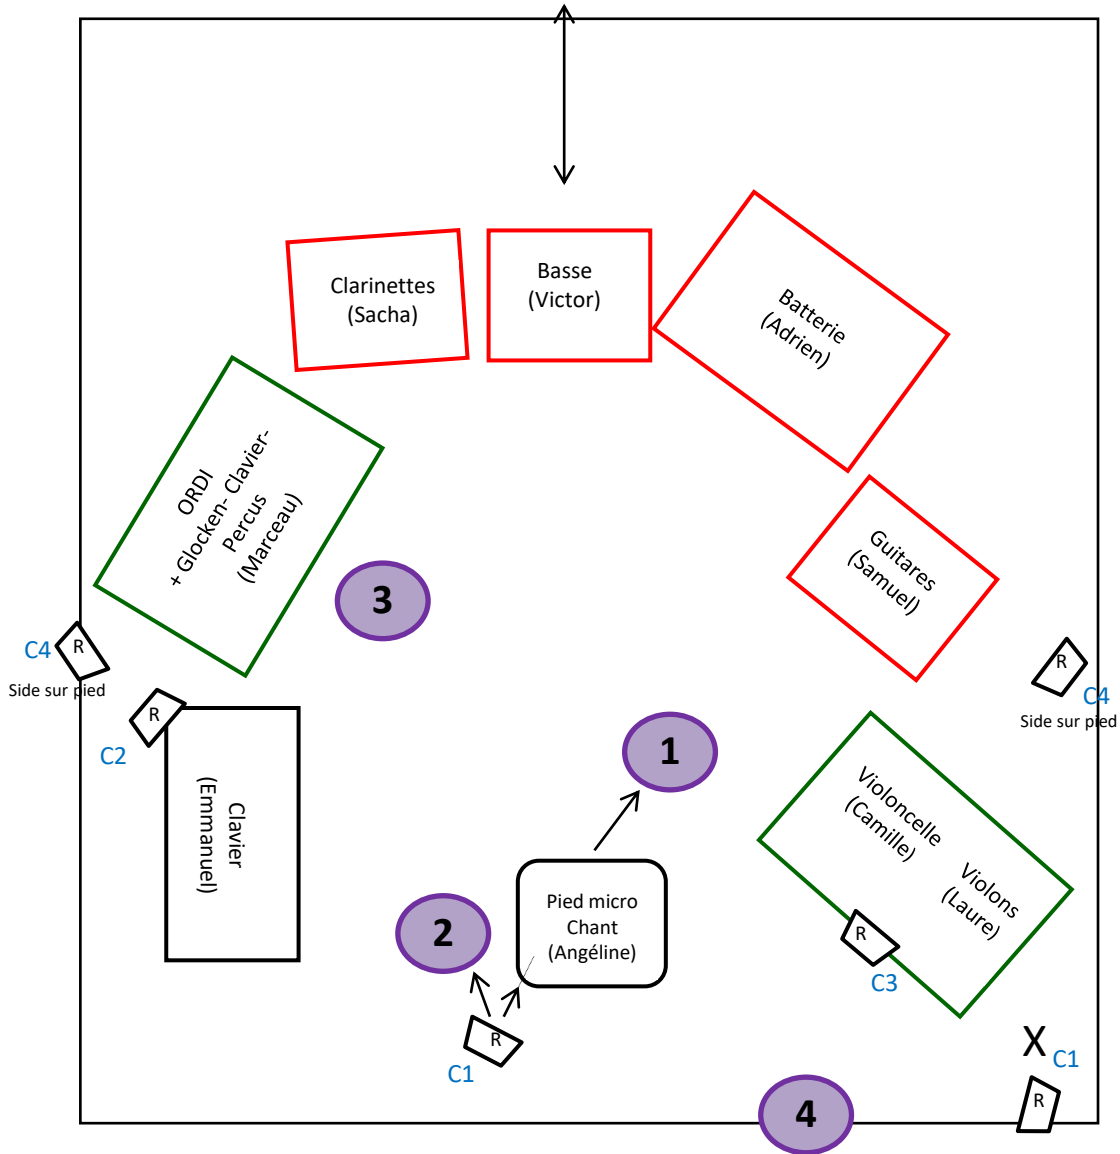 Clarinettes
(Sacha)
Basse
(Victor)
Batterie
(Adrien)
ORDI
+ Glocken- Clavier-
Percus
(Marceau)
3
Guitares
(Samuel)
C4
R
Side sur pied
R
C4
Side sur pied
R
C2
1
Clavier
(Emmanuel)
Violoncelle
(Camille)
Violons
(Laure)
2
Pied micro
Chant
(Angéline)
R
C3
R
C1
X
C1
R
4